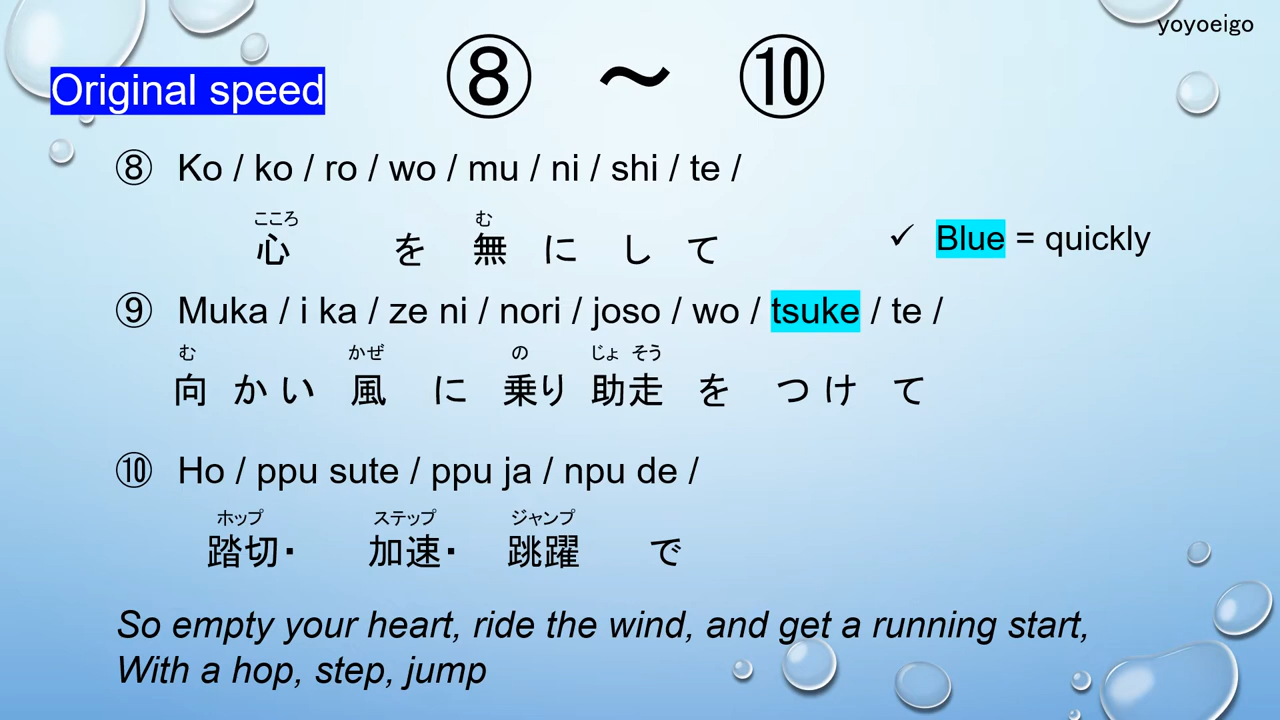 yoyoeigo
⑧ ~ ⑩
Original speed
⑧ Ko / ko / ro / wo / mu / ni / shi / te /
こころ む
心 を 無 に し て
✓ Blue = quickly
⑨ Muka / i ka / ze ni / nori / joso / wo / tsuke / te /
む かぜ の じょ そう
向 か い 風 に 乗り 助走 を つ け て
⑩ Ho / ppu sute / ppu ja / npu de /
ホップ ステップ ジャンプ
踏切・ 加速・ 跳躍 で
So empty your heart, ride the wind, and get a running start,
With a hop, step, jump